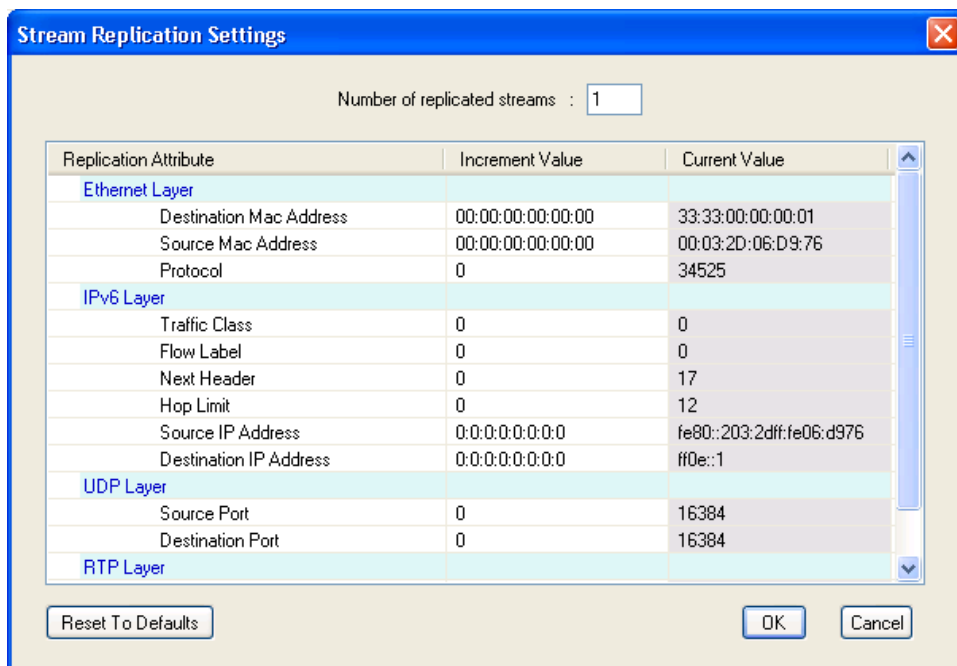 Stream Replication Settings
Number of replicated streams : 1
Replication Attribute Increment Value Current Value
Ethernet Layer
Destination Mac Address 00:00:00:00:00:00 33:33:00:00:00:01
Source Mac Address 00:00:00:00:00:00 00:03:2D:06:D9:76
Protocol 0 34525
IPv6 Layer
Traffic Class 0 0
Flow Label 0 0
Next Header 0 17
Hop Limit 0 12
Source IP Address 0:0:0:0:0:0:0:0 fe80::203:2dff:fe06:d976
Destination IP Address 0:0:0:0:0:0:0:0 ff0e::1
UDP Layer
Source Port 0 16384
Destination Port 0 16384
RTP Layer
Reset To Defaults OK Cancel